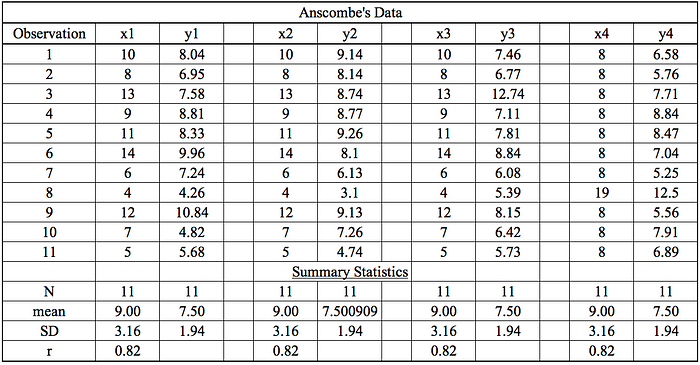 Anscombe's Data
Observation x1 y1 x2 y2 x3 y3 x4 y4
1 10 8.04 10 9.14 10 7.46 8 6.58
2 8 6.95 8 8.14 8 6.77 8 5.76
3 13 7.58 13 8.74 13 12.74 8 7.71
4 9 8.81 9 8.77 9 7.11 8 8.84
5 11 8.33 11 9.26 11 7.81 8 8.47
6 14 9.96 14 8.1 14 8.84 8 7.04
7 6 7.24 6 6.13 6 6.08 8 5.25
8 4 4.26 4 3.1 4 5.39 19 12.5
9 12 10.84 12 9.13 12 8.15 8 5.56
10 7 4.82 7 7.26 7 6.42 8 7.91
11 5 5.68 5 4.74 5 5.73 8 6.89
Summary Statistics
N 11 11 11 11 11 11 11 11
mean 9.00 7.50 9.00 7.500909 9.00 7.50 9.00 7.50
SD 3.16 1.94 3.16 1.94 3.16 1.94 3.16 1.94
r 0.82 0.82 0.82 0.82